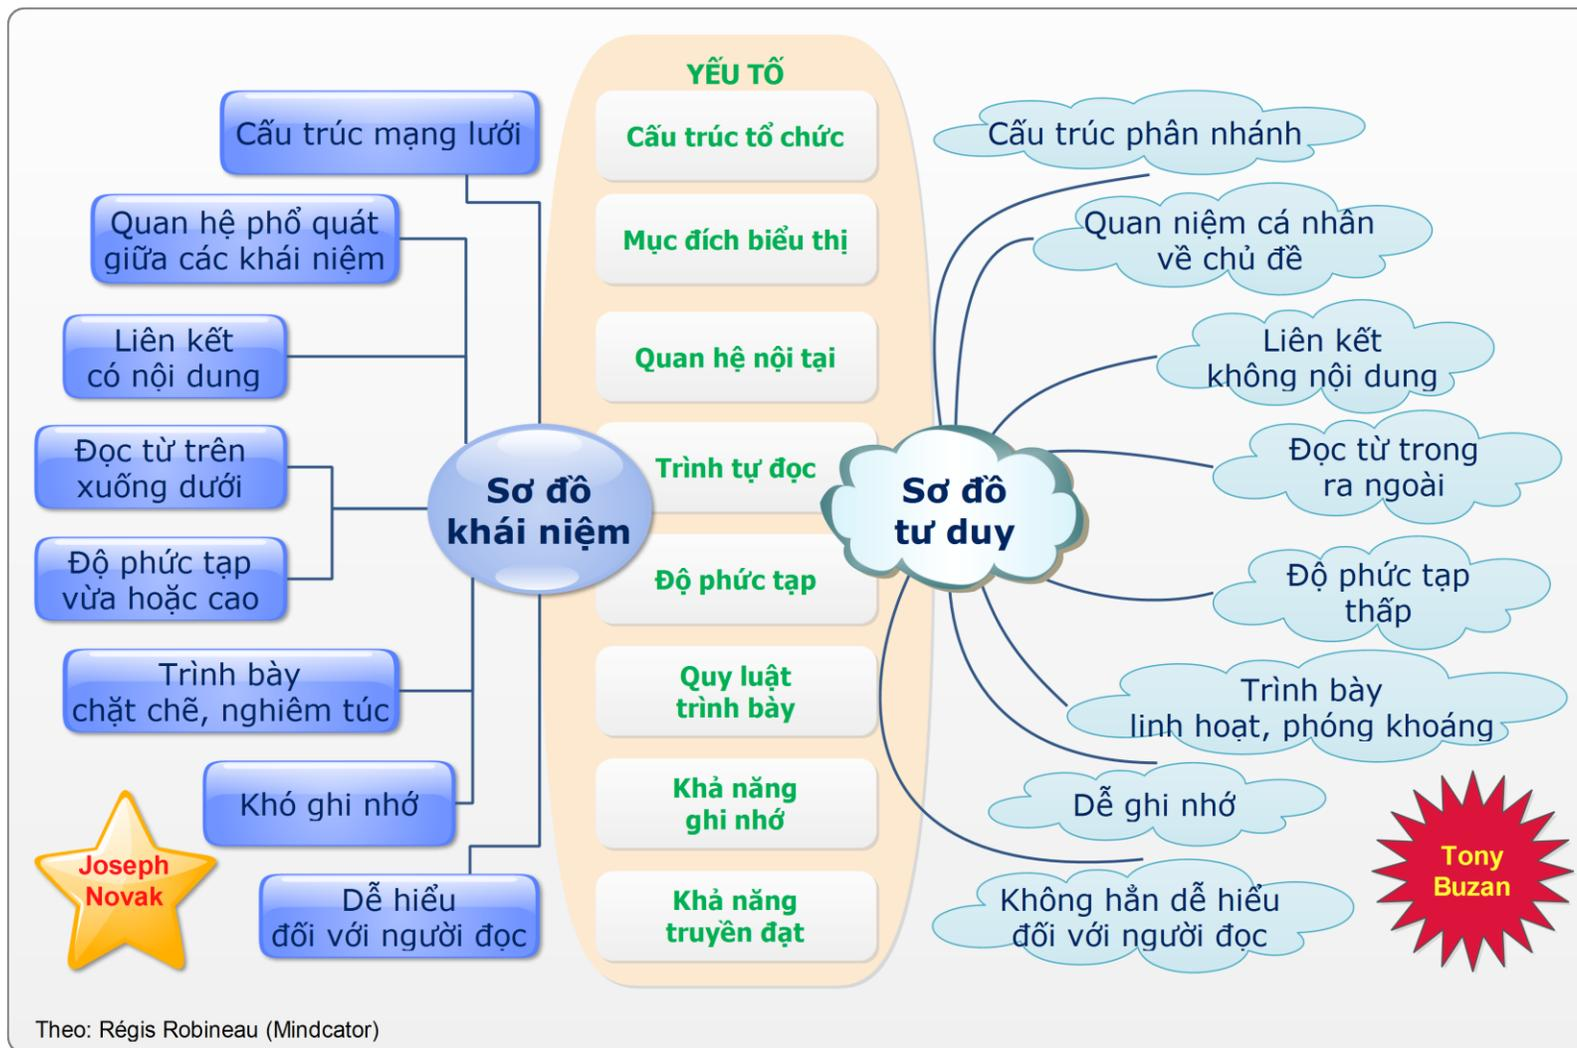 YẾU TỐ
Cấu trúc mạng lưới
Cấu trúc tổ chức
Cấu trúc phân nhánh
Quan hệ phổ quát
giữa các khái niệm
Mục đích biểu thị
Quan niệm cá nhân
về chủ đề
Liên kết
có nội dung
Quan hệ nội tại
Liên kết
không nội dung
Đọc từ trên
xuống dưới
Trình tự đọc
Đọc từ trong
ra ngoài
Sơ đồ
khái niệm
Sơ đồ
tư duy
Độ phức tạp
vừa hoặc cao
Độ phức tạp
Độ phức tạp
thấp
Trình bày
chặt chẽ, nghiêm túc
Quy luật
trình bày
Trình bày
linh hoạt, phóng khoáng
Khó ghi nhớ
Khả năng
ghi nhớ
Dễ ghi nhớ
Joseph
Novak
Tony
Buzan
Dễ hiểu
đối với người đọc
Khả năng
truyền đạt
Không hẳn dễ hiểu
đối với người đọc
Theo: Régis Robineau (Mindcator)